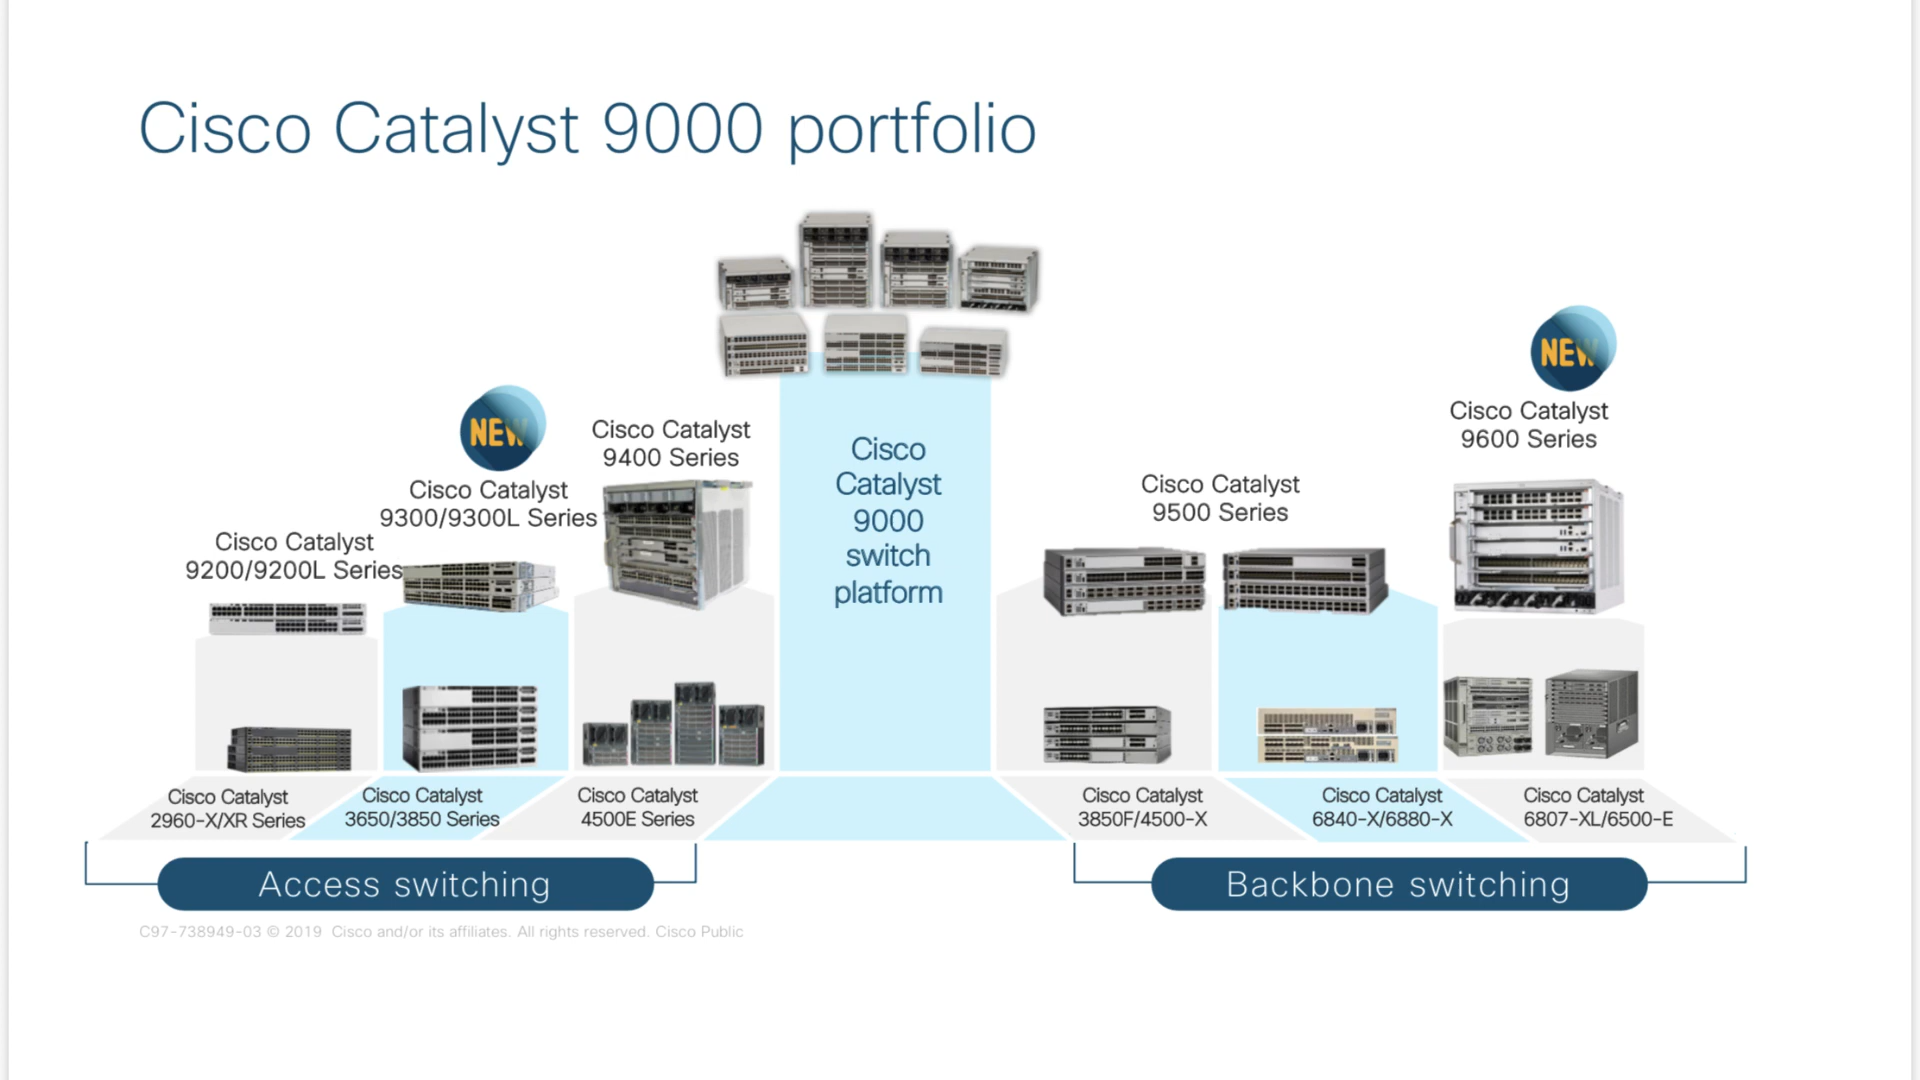 Cisco Catalyst 9000 portfolio
NEW
Cisco Catalyst
9200/9200L Series
Cisco Catalyst
9300/9300L Series
Cisco Catalyst
9400 Series
Cisco
Catalyst
9000
switch
platform
Cisco Catalyst
9500 Series
NEW
Cisco Catalyst
9600 Series
Cisco Catalyst
2960-X/XR Series
Cisco Catalyst
3650/3850 Series
Cisco Catalyst
4500E Series
Cisco Catalyst
3850F/4500-X
Cisco Catalyst
6840-X/6880-X
Cisco Catalyst
6807-XL/6500-E
Access switching
Backbone switching
C97-738949-03 © 2019 Cisco and/or its affiliates. All rights reserved. Cisco Public